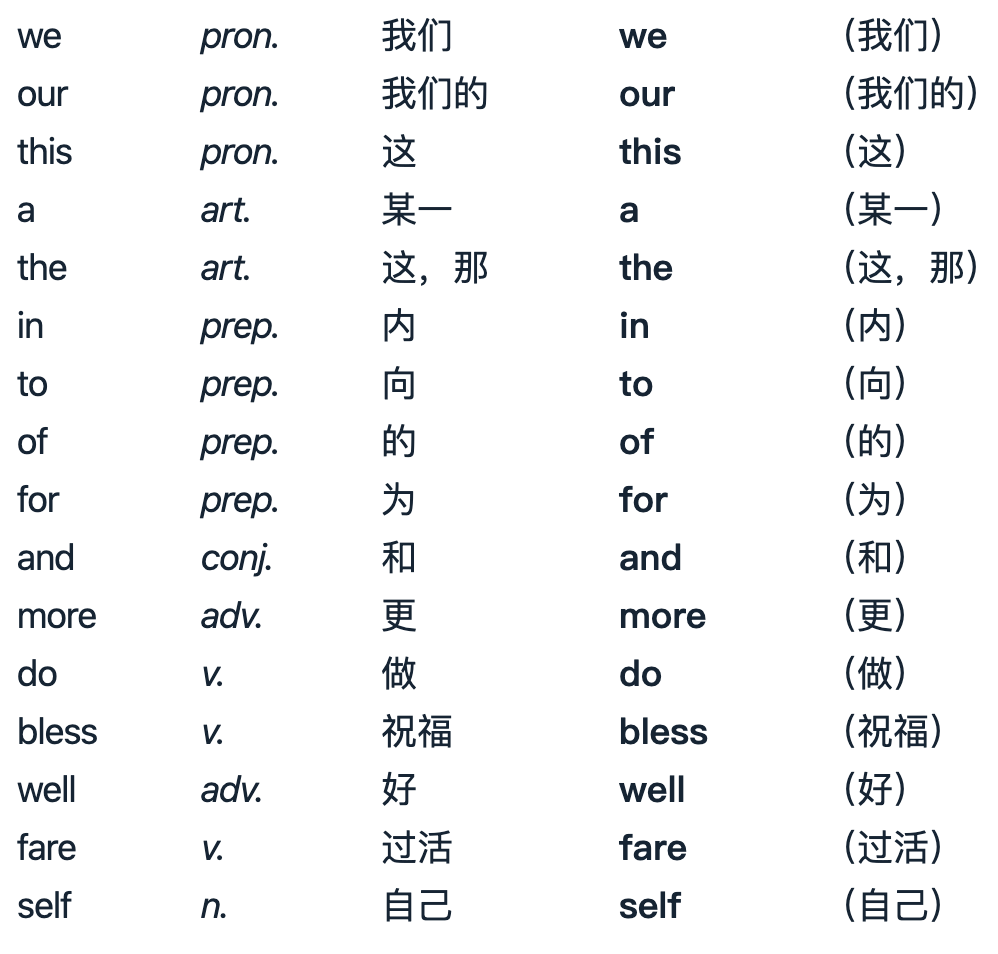 we pron. 我们 we （我们）
our pron. 我们的 our （我们的）
this pron. 这 this （这）
a art. 某一 a （某一）
the art. 这，那 the （这，那）
in prep. 内 in （内）
to prep. 向 to （向）
of prep. 的 of （的）
for prep. 为 for （为）
and conj. 和 and （和）
more adv. 更 more （更）
do v. 做 do （做）
bless v. 祝福 bless （祝福）
well adv. 好 well （好）
fare v. 过活 fare （过活）
self n. 自己 self （自己）